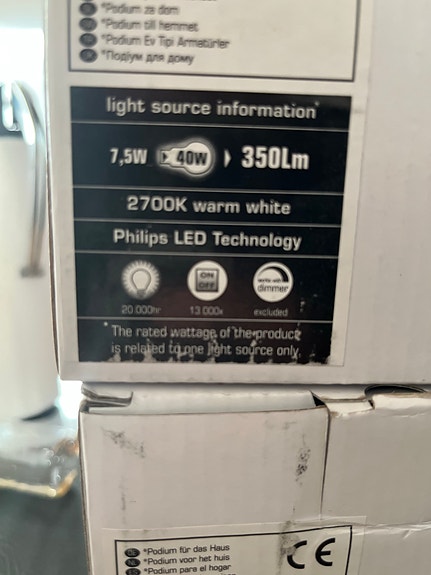 *Podium za dom
*Podium till hemmet
*Podium Ev Tipi Armatürler
*Подіум для дому
light source information*
7,5W 40W 350Lm
2700K warm white
Philips LED Technology
ON
OFF
works with
dimmer
20.000hr 13.000x excluded
*The rated wattage of the product
is related to one light source only
*Podium für das Haus
*Podium voor het huis
*Podium para el hogar
CE